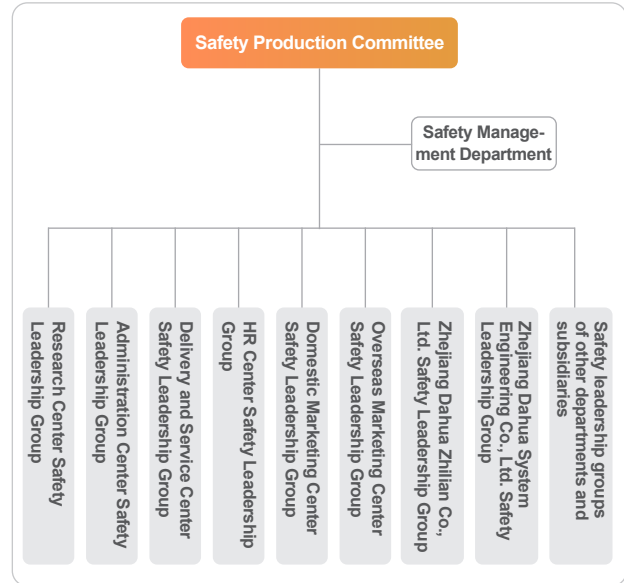 Safety Production Committee
Safety Manage-
ment Department
Research Center Safety
Leadership Group
Administration Center Safety
Leadership Group
Delivery and Service Center
Safety Leadership Group
HR Center Safety Leadership
Group
Domestic Marketing Center
Safety Leadership Group
Overseas Marketing Center
Safety Leadership Group
Zhejiang Dahua Zhilian Co.,
Ltd. Safety Leadership Group
Zhejiang Dahua System
Engineering Co., Ltd. Safety
Leadership Group
Safety leadership groups
of other departments and
subsidiaries